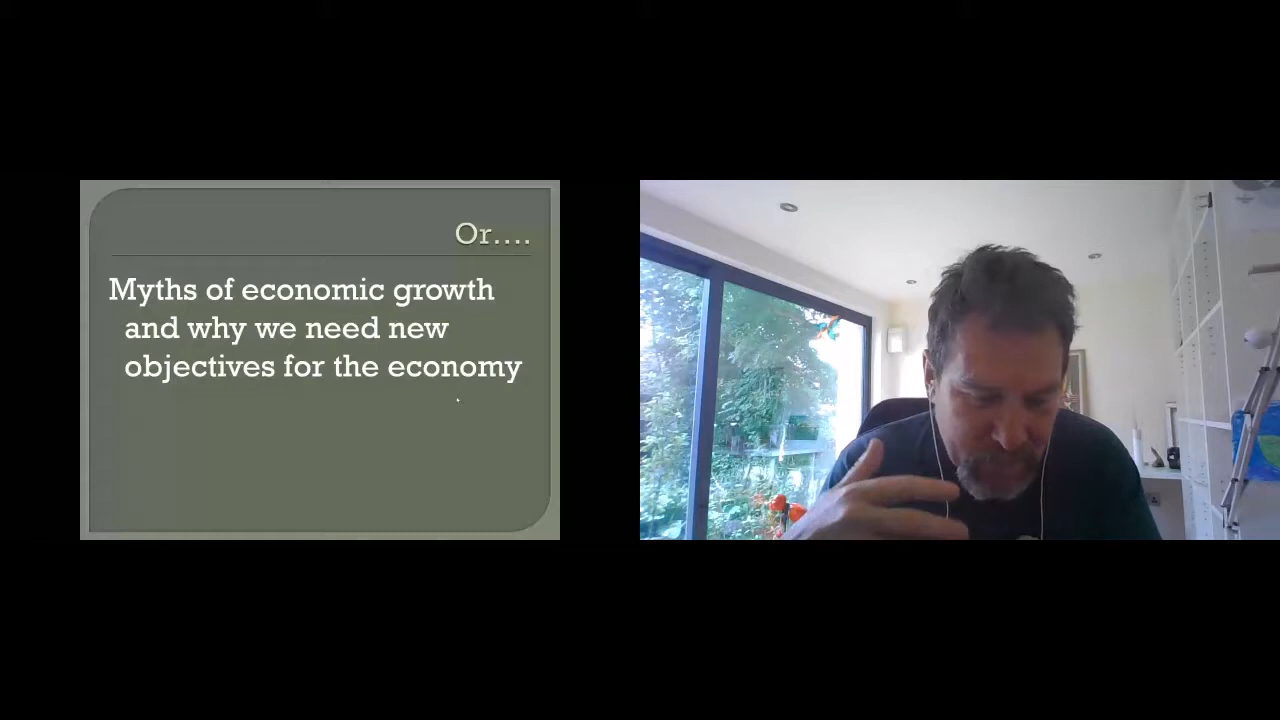 Or....
Myths of economic growth
and why we need new
objectives for the economy